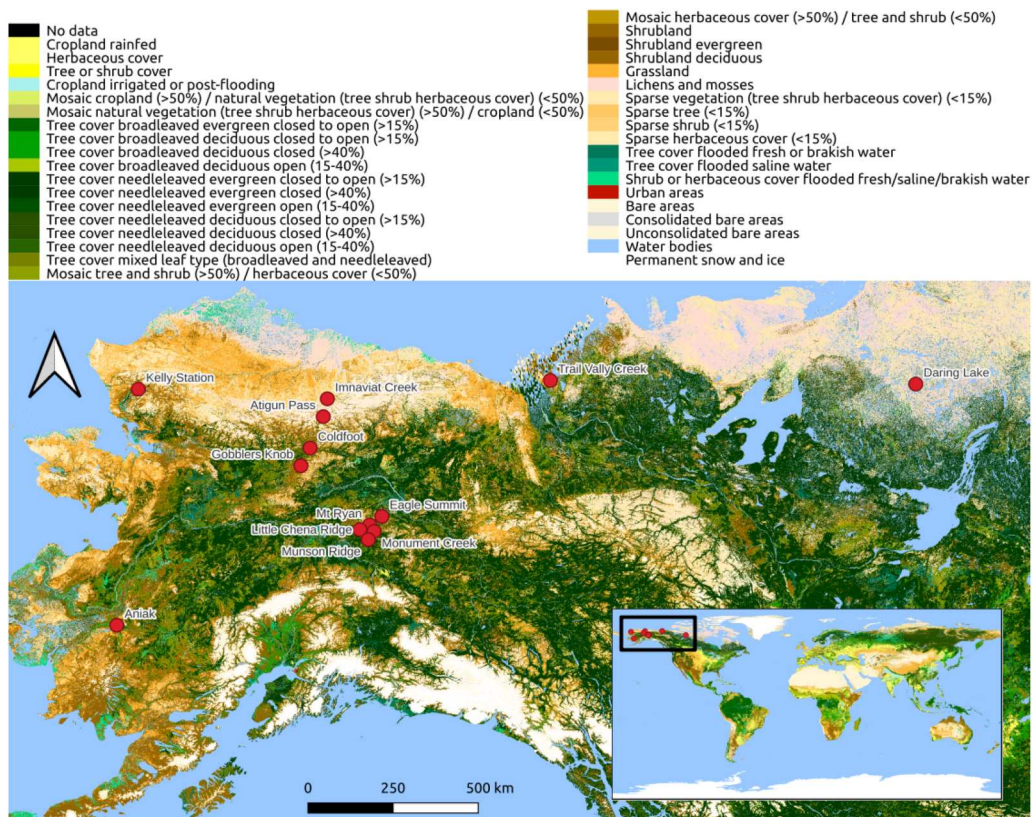 No data
Cropland rainfed
Herbaceous cover
Tree or shrub cover
Cropland irrigated or post-flooding
Mosaic cropland (>50%) / natural vegetation (tree shrub herbaceous cover) (<50%)
Mosaic natural vegetation (tree shrub herbaceous cover) (>50%) / cropland (<50%)
Tree cover broadleaved evergreen closed to open (>15%)
Tree cover broadleaved deciduous closed to open (>15%)
Tree cover broadleaved deciduous closed (>40%)
Tree cover broadleaved deciduous open (15-40%)
Tree cover needleleaved evergreen closed to open (>15%)
Tree cover needleleaved evergreen closed (>40%)
Tree cover needleleaved evergreen open (15-40%)
Tree cover needleleaved deciduous closed to open (>15%)
Tree cover needleleaved deciduous closed (>40%)
Tree cover needleleaved deciduous open (15-40%)
Tree cover mixed leaf type (broadleaved and needleleaved)
Mosaic tree and shrub (>50%) / herbaceous cover (<50%)
Mosaic herbaceous cover (>50%) / tree and shrub (<50%)
Shrubland
Shrubland evergreen
Shrubland deciduous
Grassland
Lichens and mosses
Sparse vegetation (tree shrub herbaceous cover) (<15%)
Sparse tree (<15%)
Sparse shrub (<15%)
Sparse herbaceous cover (<15%)
Tree cover flooded fresh or brakish water
Tree cover flooded saline water
Shrub or herbaceous cover flooded fresh/saline/brakish water
Urban areas
Bare areas
Consolidated bare areas
Unconsolidated bare areas
Water bodies
Permanent snow and ice
Kelly Station
Imnaviat Creek
Atigun Pass
Coldfoot
Gobblers Knob
Trail Vally Creek
Daring Lake
Eagle Summit
Mt Ryan
Little Chena Ridge
Monument Creek
Munson Ridge
Aniak
0 250 500 km